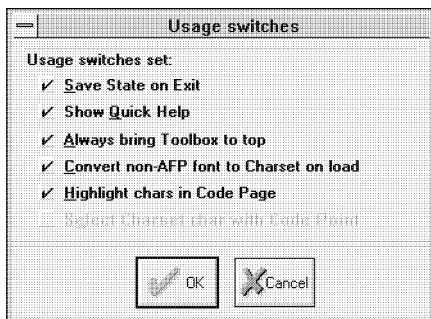 Usage switches
Usage switches set:
Save State on Exit
Show Quick Help
Always bring Toolbox to top
Convert non-AFP font to Charset on load
Highlight chars in Code Page
Select Charset char with Code Point
OK
Cancel